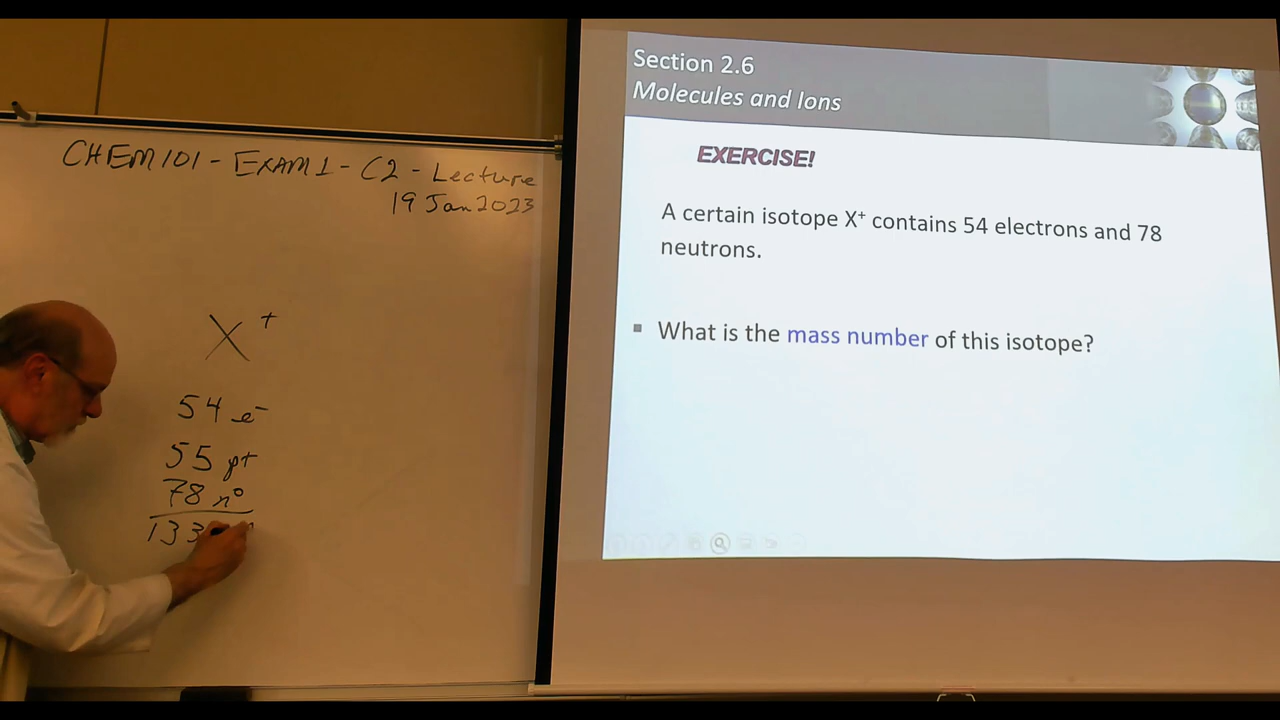 CHEM 101 - EXAM 1 - C2 - Lecture
19 Jan 2023
X +
54 e-
55 p+
78 n°
133
Section 2.6
Molecules and Ions
EXERCISE!
A certain isotope X+ contains 54 electrons and 78
neutrons.
▪ What is the mass number of this isotope?